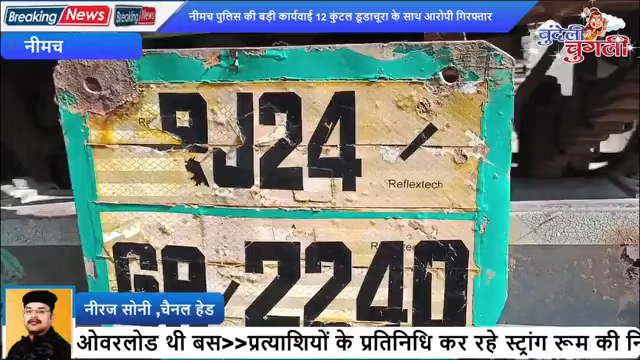 BREAKING NEWS BREAKING NEWS नीमच पुलिस की बड़ी कार्यवाई 12 कुंटल डूडाचूरा के साथ आरोपी गिरफ्तार
नीमच
बुंदेली चुगली
RJ24
Reflextech
2240
नीरज सोनी ,चैनल हेड
ओवरलोड थी बस>>प्रत्याशियों के प्रतिनिधि कर रहे स्ट्रांग रूम की